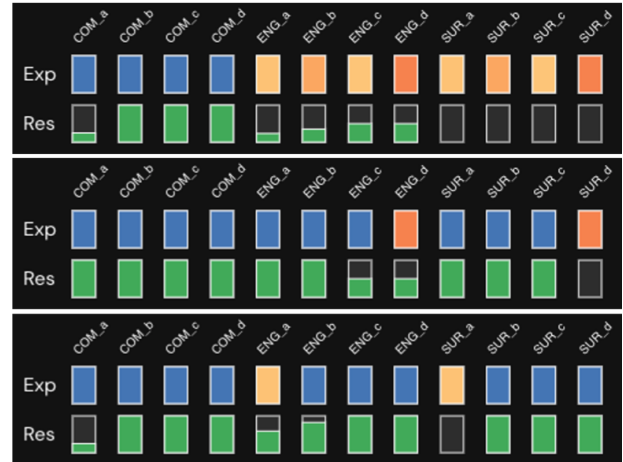 COM_a COM_b COM_c COM_d ENG_a ENG_b ENG_c ENG_d SUR_a SUR_b SUR_c SUR_d
Exp
Res
COM_a COM_b COM_c COM_d ENG_a ENG_b ENG_c ENG_d SUR_a SUR_b SUR_c SUR_d
Exp
Res
COM_a COM_b COM_c COM_d ENG_a ENG_b ENG_c ENG_d SUR_a SUR_b SUR_c SUR_d
Exp
Res